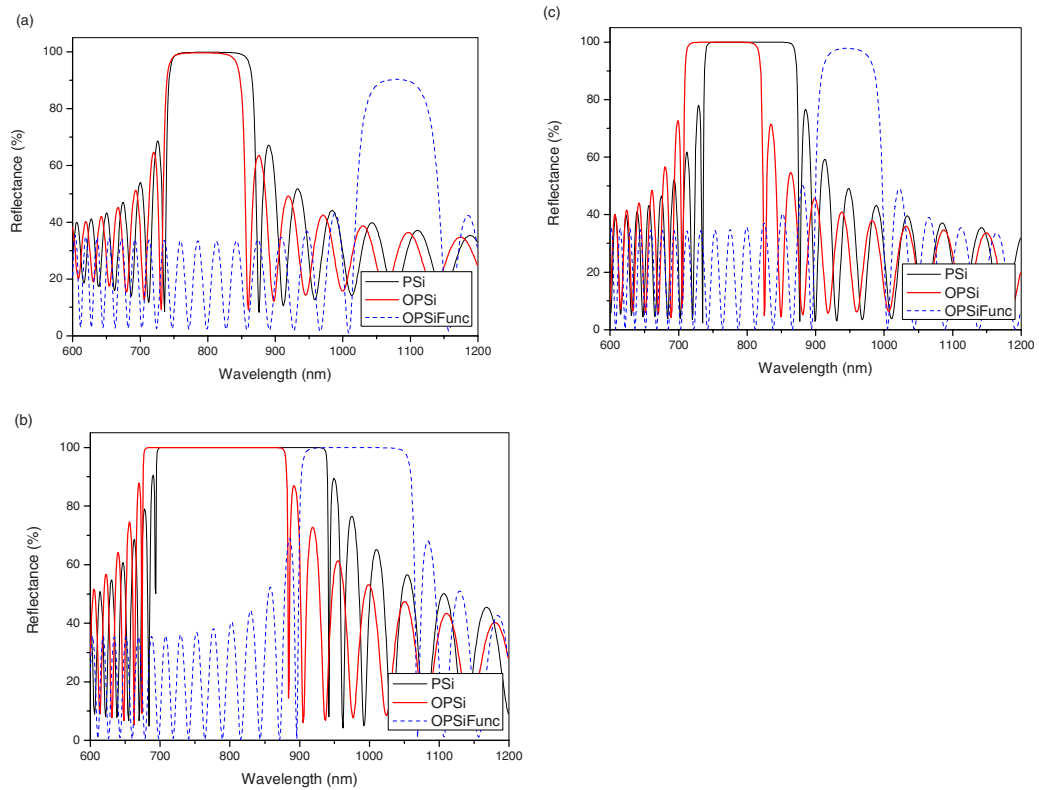 (a)
100
80
60
40
20
0
600 700 800 900 1000 1100 1200
Reflectance (%)
Wavelength (nm)
PSi
OPSi
OPSiFunc
(c)
100
80
60
40
20
0
600 700 800 900 1000 1100 1200
Reflectance (%)
Wavelength (nm)
PSi
OPSi
OPSiFunc
(b)
100
80
60
40
20
0
600 700 800 900 1000 1100 1200
Reflectance (%)
Wavelength (nm)
PSi
OPSi
OPSiFunc